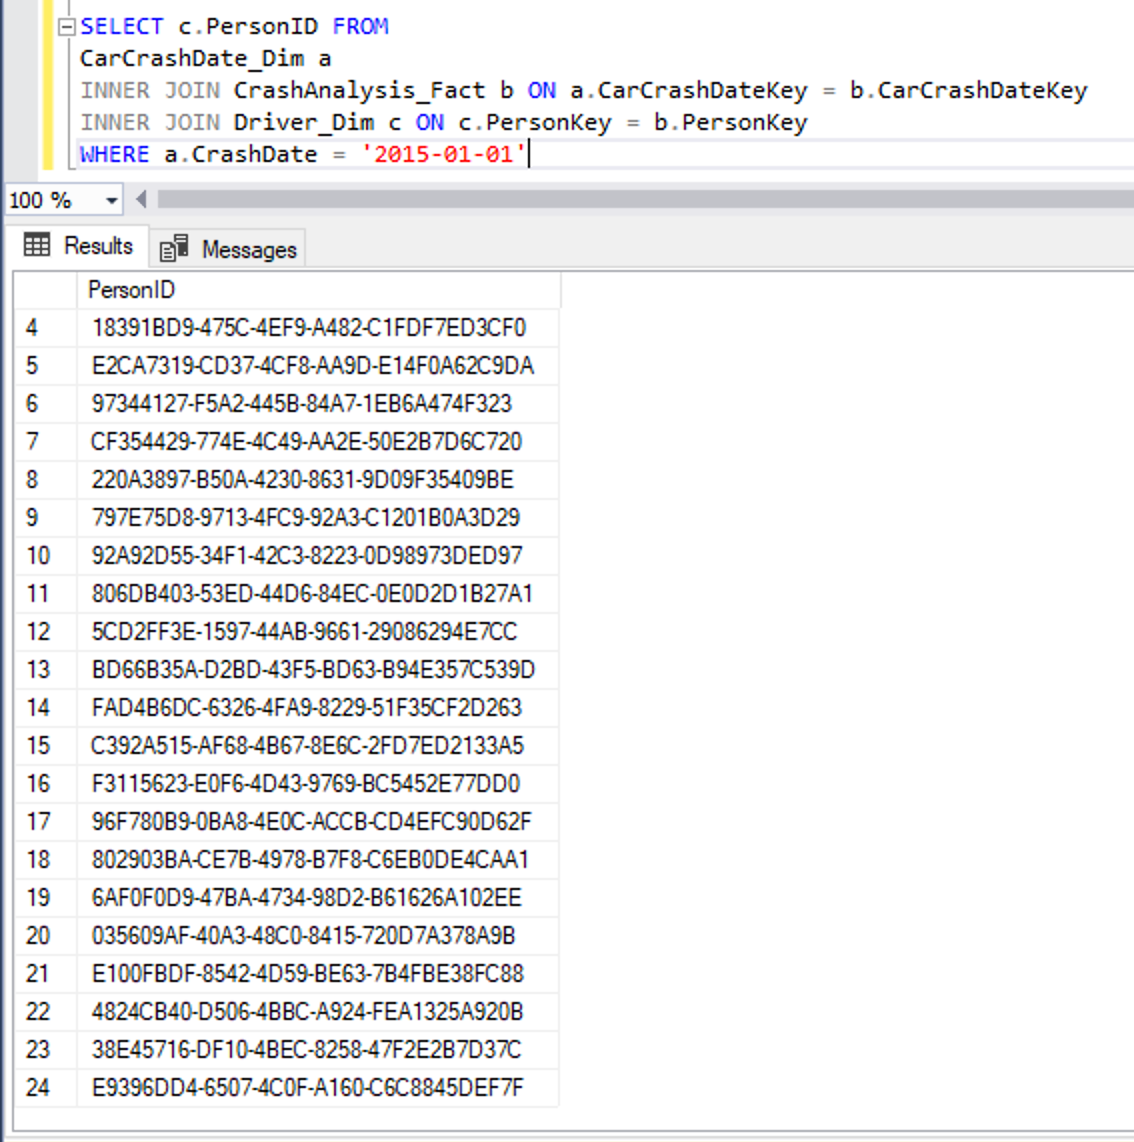 SELECT c.PersonID FROM
CarCrashDate_Dim a
INNER JOIN CrashAnalysis_Fact b ON a.CarCrashDateKey = b.CarCrashDateKey
INNER JOIN Driver_Dim c ON c.PersonKey = b.PersonKey
WHERE a.CrashDate = '2015-01-01'
100 %
Results Messages
PersonID
4 18391BD9-475C-4EF9-A482-C1FDF7ED3CF0
5 E2CA7319-CD37-4CF8-AA9D-E14F0A62C9DA
6 97344127-F5A2-445B-84A7-1EB6A474F323
7 CF354429-774E-4C49-AA2E-50E2B7D6C720
8 220A3897-B50A-4230-8631-9D09F35409BE
9 797E75D8-9713-4FC9-92A3-C1201B0A3D29
10 92A92D55-34F1-42C3-8223-0D98973DED97
11 806DB403-53ED-44D6-84EC-0E0D2D1B27A1
12 5CD2FF3E-1597-44AB-9661-29086294E7CC
13 BD66B35A-D2BD-43F5-BD63-B94E357C539D
14 FAD4B6DC-6326-4FA9-8229-51F35CF2D263
15 C392A515-AF68-4B67-8E6C-2FD7ED2133A5
16 F3115623-E0F6-4D43-9769-BC5452E77DD0
17 96F780B9-0BA8-4E0C-ACCB-CD4EFC90D62F
18 802903BA-CE7B-4978-B7F8-C6EB0DE4CAA1
19 6AF0F0D9-47BA-4734-98D2-B61626A102EE
20 035609AF-40A3-48C0-8415-720D7A378A9B
21 E100FBDF-8542-4D59-BE63-7B4FBE38FC88
22 4824CB40-D506-4BBC-A924-FEA1325A920B
23 38E45716-DF10-4BEC-8258-47F2E2B7D37C
24 E9396DD4-6507-4C0F-A160-C6C8845DEF7F